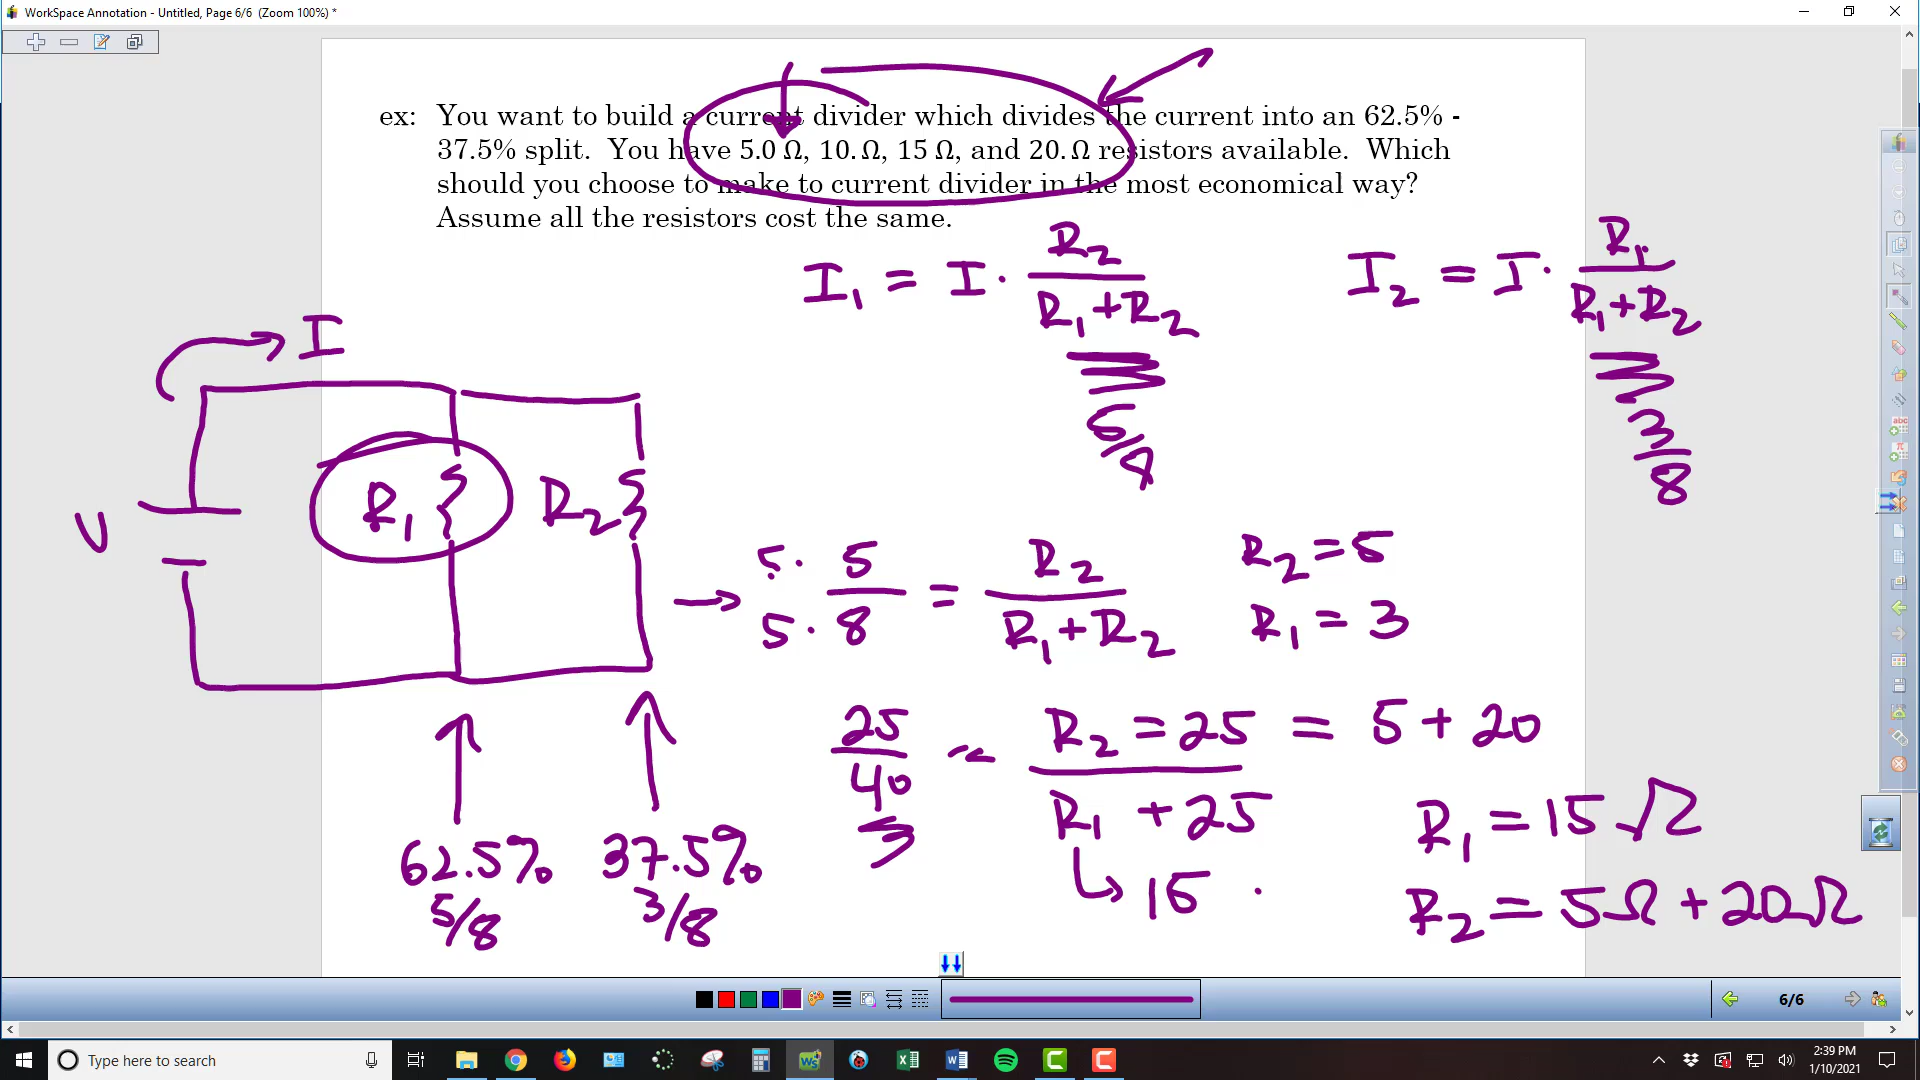 WorkSpace Annotation - Untitled, Page 6/6 (Zoom 100%) *
ex: You want to build a current divider which divides the current into an 62.5% -
37.5% split. You have 5.0 Ω, 10. Ω, 15 Ω, and 20. Ω resistors available. Which
should you choose to make to current divider in the most economical way?
Assume all the resistors cost the same.
I₁ = I · R₂ / (R₁ + R₂)
I₂ = I · R₁ / (R₁ + R₂)
3/8
I
V
R₁
R₂
5 · 5 / 5 · 8 = R₂ / (R₁ + R₂)
R₂ = 5
R₁ = 3
25/40
R₂ = 25 = 5 + 20
R₁ + 25
15
R₁ = 15 Ω
R₂ = 5Ω + 20Ω
62.5%
5/8
37.5%
3/8
6/6
Type here to search
2:39 PM
1/10/2021